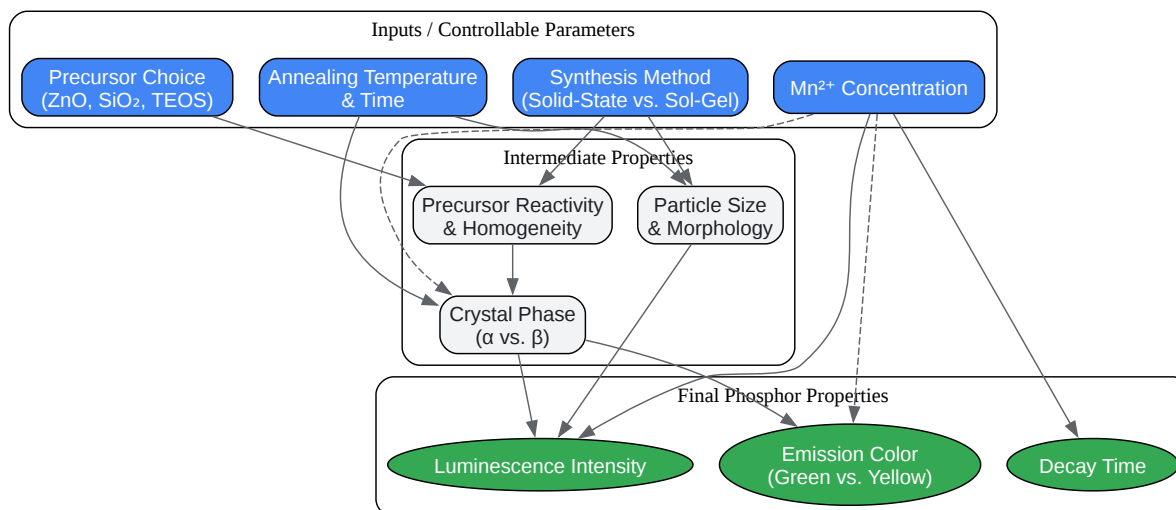 Inputs / Controllable Parameters
Precursor Choice
(ZnO, SiO₂, TEOS)
Annealing Temperature
& Time
Synthesis Method
(Solid-State vs. Sol-Gel)
Mn²⁺ Concentration
Intermediate Properties
Precursor Reactivity
& Homogeneity
Particle Size
& Morphology
Crystal Phase
(α vs. β)
Final Phosphor Properties
Luminescence Intensity
Emission Color
(Green vs. Yellow)
Decay Time